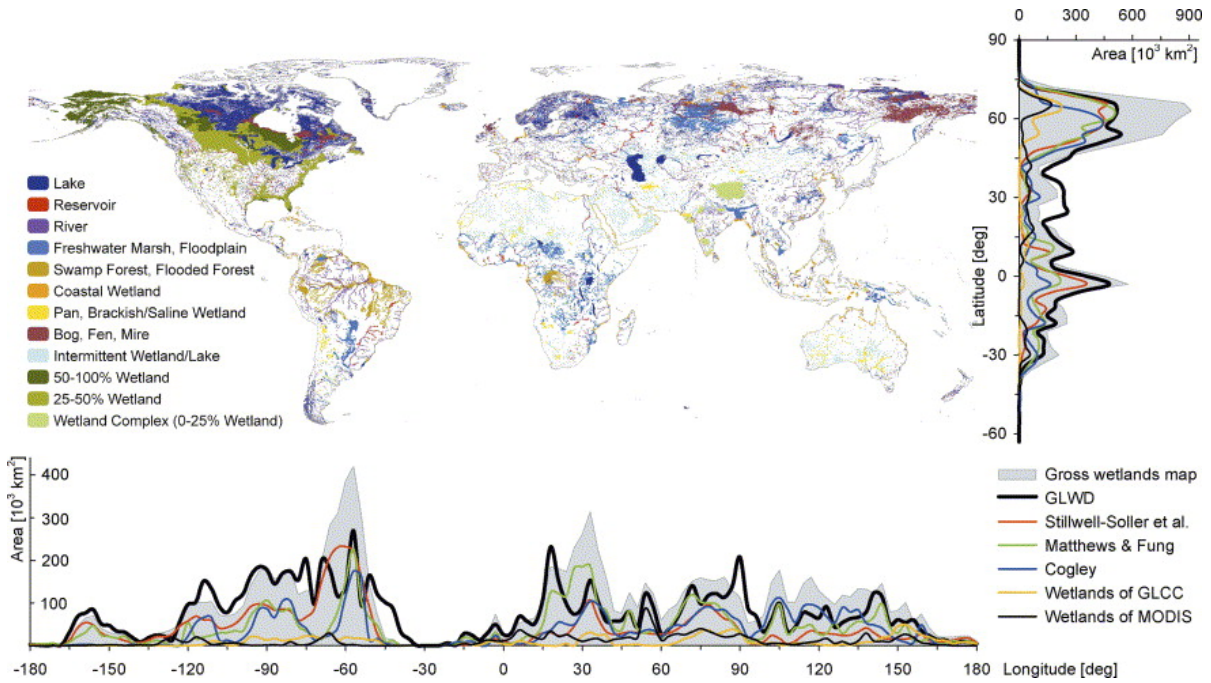 0 300 600 900
Area [10³ km²]
90
60
30
0
-30
-60
Latitude [deg]
Lake
Reservoir
River
Freshwater Marsh, Floodplain
Swamp Forest, Flooded Forest
Coastal Wetland
Pan, Brackish/Saline Wetland
Bog, Fen, Mire
Intermittent Wetland/Lake
50-100% Wetland
25-50% Wetland
Wetland Complex (0-25% Wetland)
Area [10³ km²]
400
300
200
100
-180 -150 -120 -90 -60 -30 0 30 60 90 120 150 180 Longitude [deg]
Gross wetlands map
GLWD
Stillwell-Soller et al.
Matthews & Fung
Cogley
Wetlands of GLCC
Wetlands of MODIS